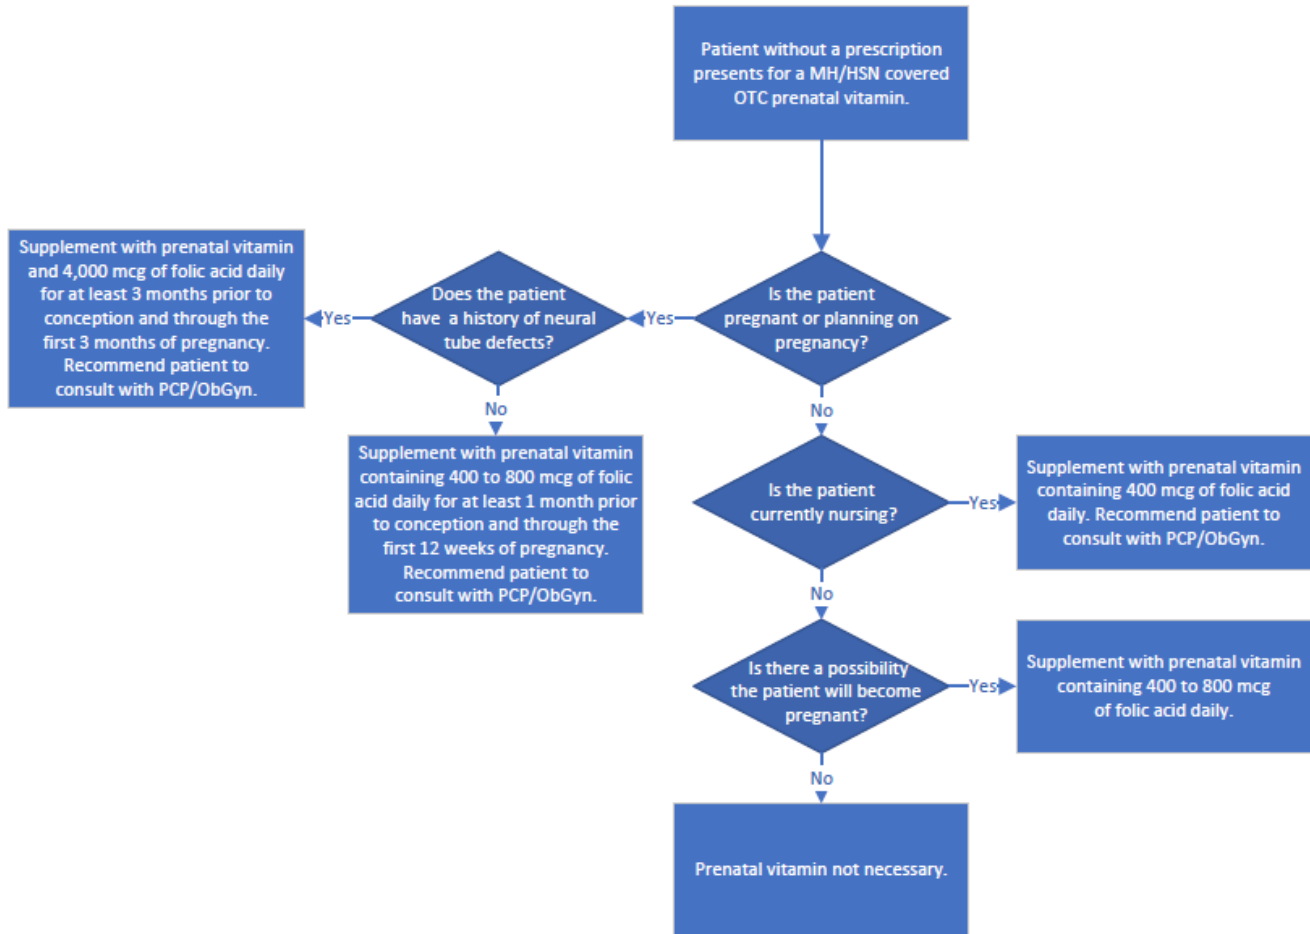 Patient without a prescription
presents for a MH/HSN covered
OTC prenatal vitamin.
Is the patient
pregnant or planning on
pregnancy?
Yes
Does the patient
have a history of neural
tube defects?
Yes
Supplement with prenatal vitamin
and 4,000 mcg of folic acid daily
for at least 3 months prior to
conception and through the
first 3 months of pregnancy.
Recommend patient to
consult with PCP/ObGyn.
No
Supplement with prenatal vitamin
containing 400 to 800 mcg of folic
acid daily for at least 1 month prior
to conception and through the
first 12 weeks of pregnancy.
Recommend patient to
consult with PCP/ObGyn.
No
Is the patient
currently nursing?
Yes
Supplement with prenatal vitamin
containing 400 mcg of folic acid
daily. Recommend patient to
consult with PCP/ObGyn.
No
Is there a possibility
the patient will become
pregnant?
Yes
Supplement with prenatal vitamin
containing 400 to 800 mcg
of folic acid daily.
No
Prenatal vitamin not necessary.